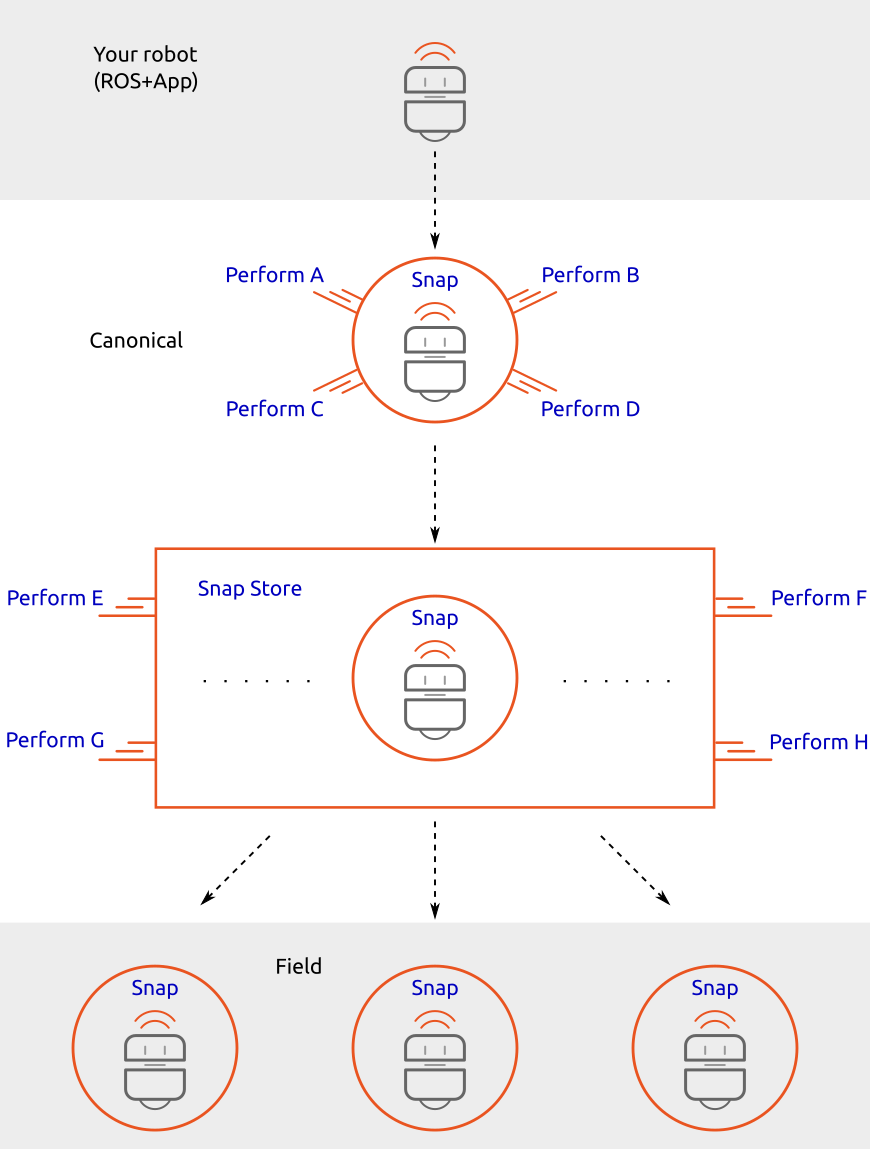 Your robot
(ROS+App)
Perform A
Snap
Perform B
Canonical
Perform C
Perform D
Snap Store
Perform E
Snap
Perform F
Perform G
Perform H
Field
Snap
Snap
Snap